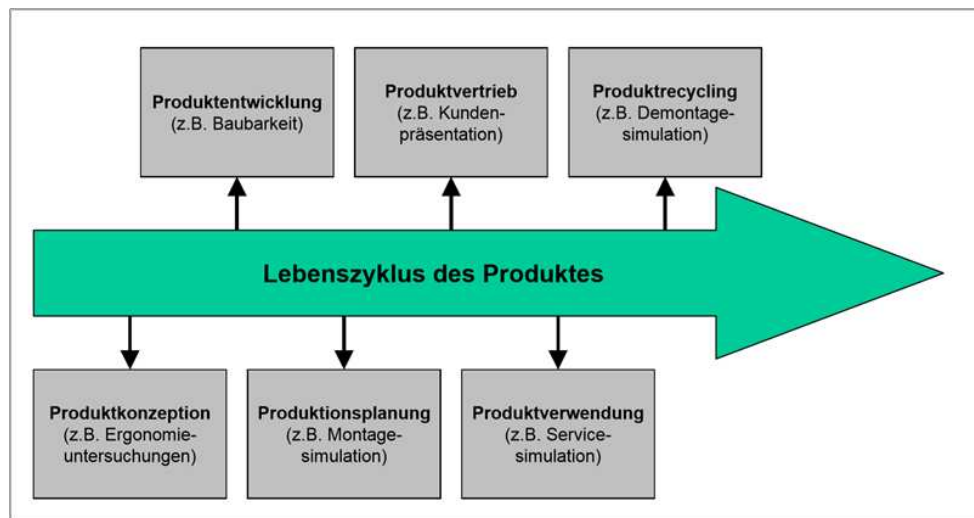 Produktentwicklung
(z.B. Baubarkeit)
Produktvertrieb
(z.B. Kunden-
präsentation)
Produktrecycling
(z.B. Demontage-
simulation)
Lebenszyklus des Produktes
Produktkonzeption
(z.B. Ergonomie-
untersuchungen)
Produktionsplanung
(z.B. Montage-
simulation)
Produktverwendung
(z.B. Service-
simulation)